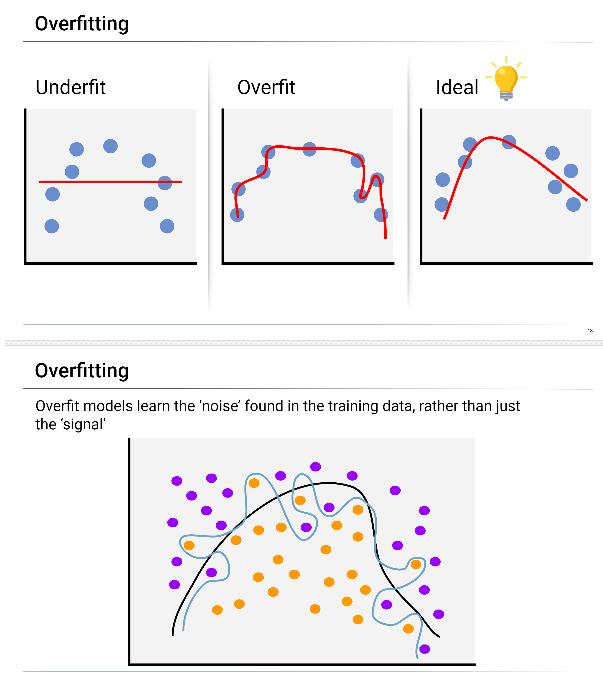 Overfitting
Underfit
Overfit
Ideal
Overfitting
Overfit models learn the ‘noise’ found in the training data, rather than just
the ‘signal’